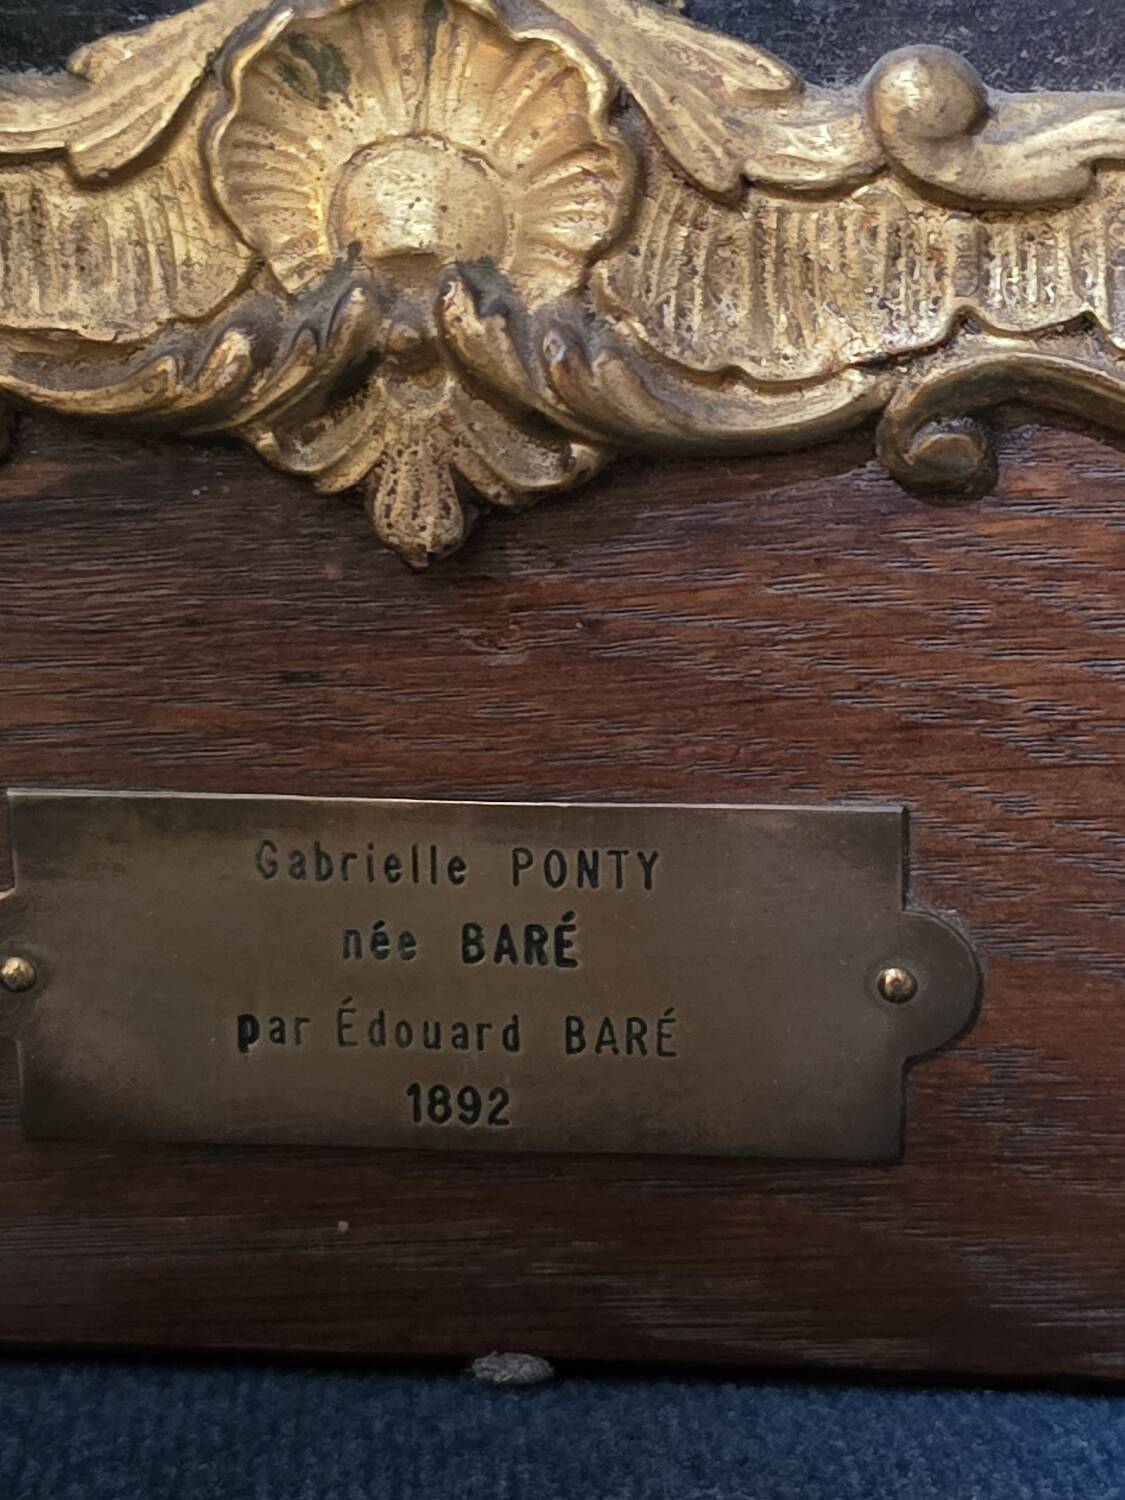 Gabrielle PONTY
née BARÉ
par Édouard BARÉ
1892